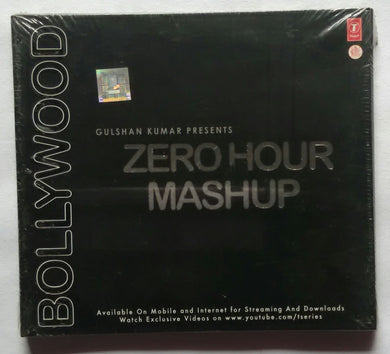 BOLLYWOOD
GULSHAN KUMAR PRESENTS
ZERO HOUR
MASHUP
Available On Mobile and Internet for Streaming And Downloads
Watch Exclusive Videos on www.youtube.com/tseries